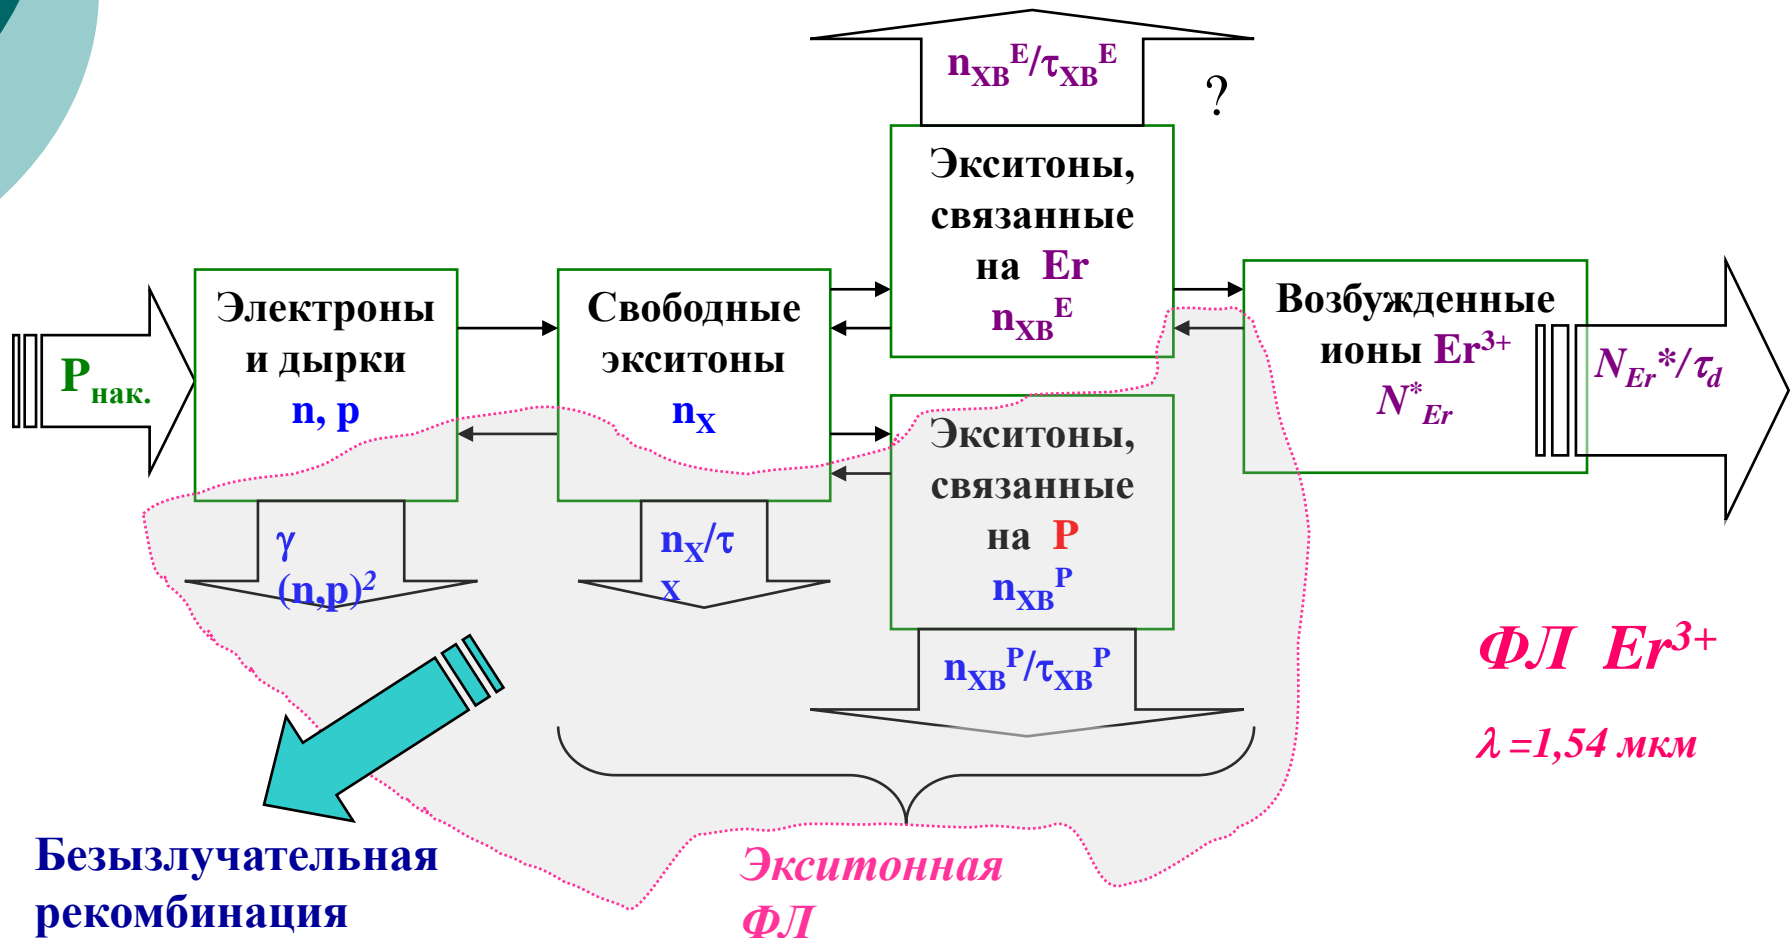 n_XB^E/τ_XB^E
?
Экситоны,
связанные
на Er
n_XB^E
P_нак.
Электроны
и дырки
n, p
Свободные
экситоны
n_X
Возбужденные
ионы Er³⁺
N*_Er
N_Er*/τ_d
Экситоны,
связанные
на P
n_XB^P
γ
(n,p)²
n_X/τ
X
n_XB^P/τ_XB^P
ФЛ Er³⁺
λ =1,54 мкм
Безызлучательная
рекомбинация
Экситонная
ФЛ